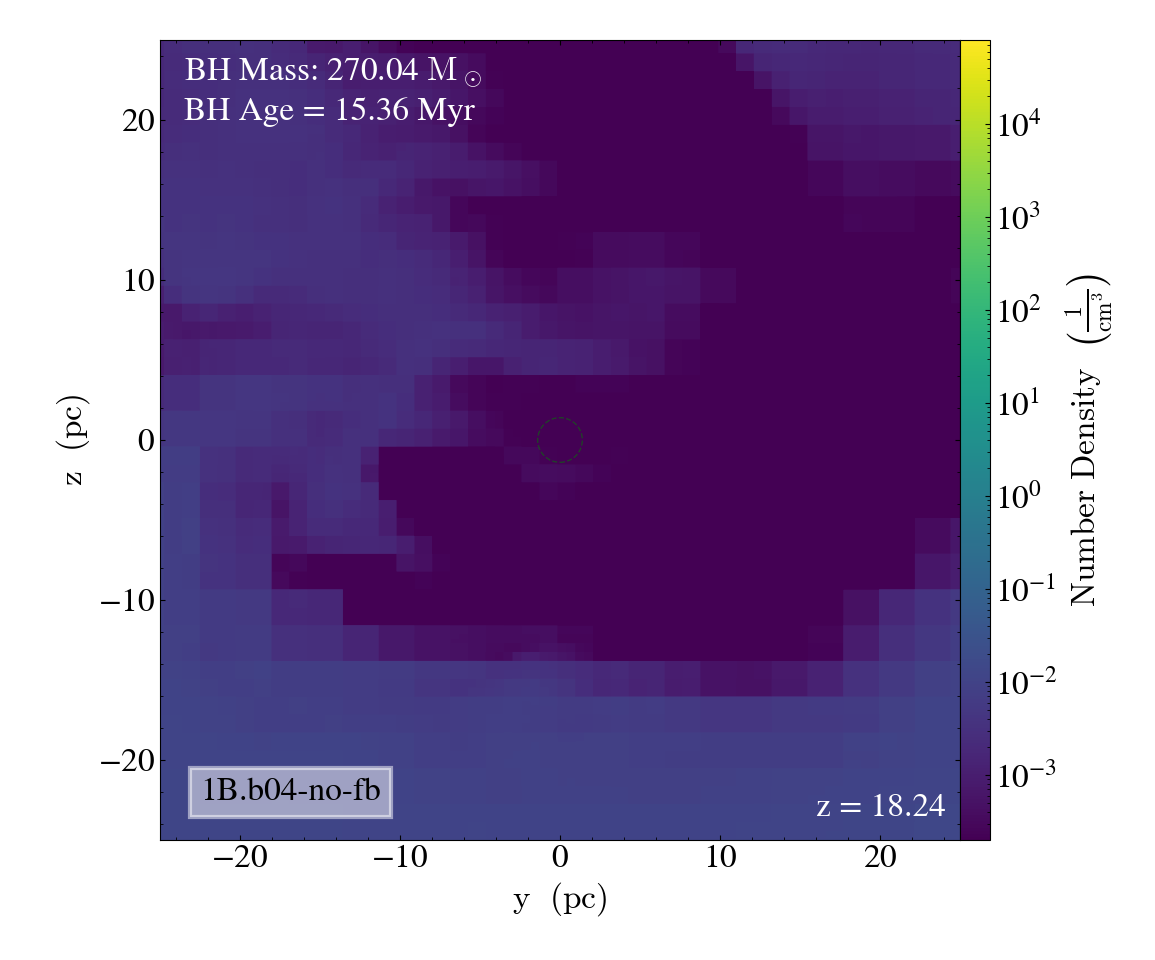 BH Mass: 270.04 M⊙
BH Age = 15.36 Myr
20
10
0
−10
−20
z (pc)
1B.b04-no-fb
z = 18.24
−20
−10
0
10
20
y (pc)
10⁴
10³
10²
10¹
10⁰
10⁻¹
10⁻²
10⁻³
Number Density (1/cm³)